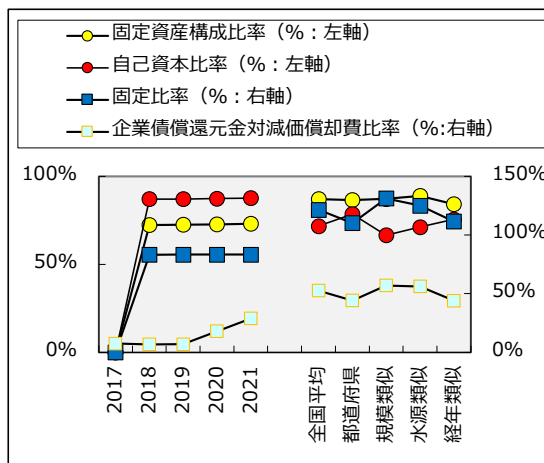 固定資産構成比率（%：左軸）
自己資本比率（%：左軸）
固定比率（%：右軸）
企業債償還元金対減価償却費比率（%:右軸）
100%
50%
0%
150%
100%
50%
0%
2017
2018
2019
2020
2021
全国平均
都道府県
規模類似
水源類似
経年類似